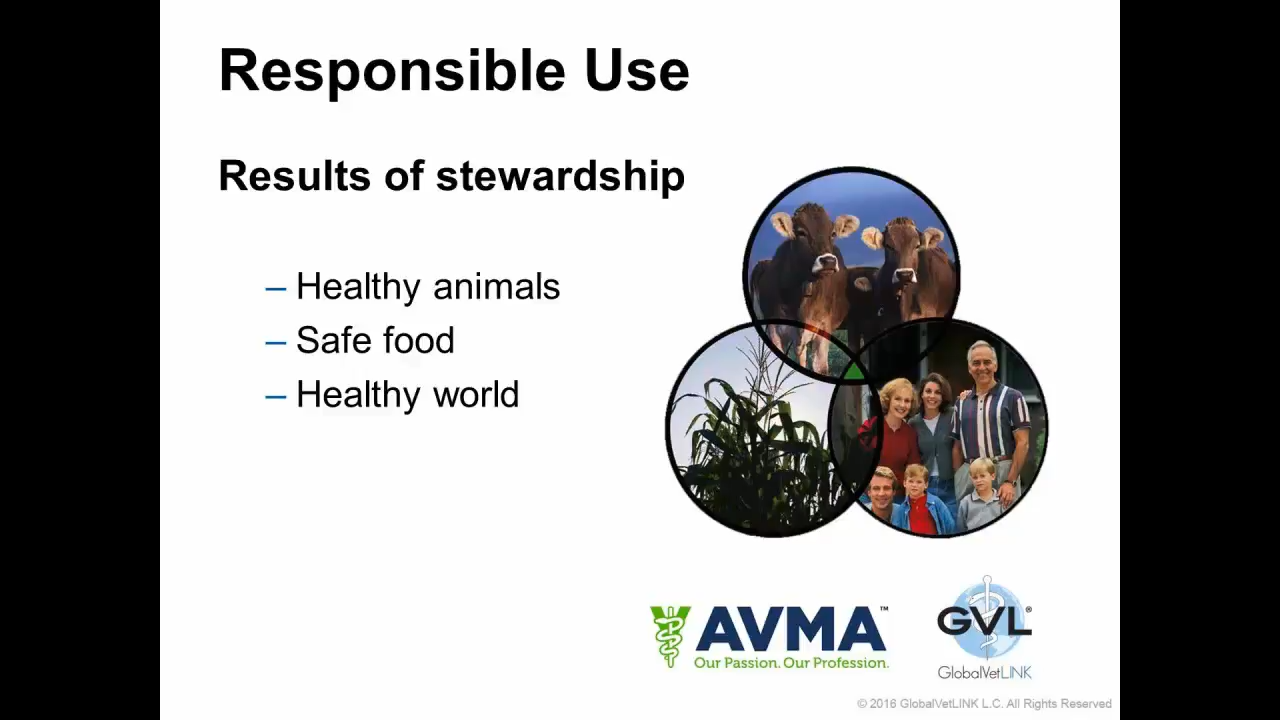 Responsible Use
Results of stewardship
– Healthy animals
– Safe food
– Healthy world
AVMA™
Our Passion. Our Profession.
GVL®
GlobalVetLINK
© 2016 GlobalVetLINK L.C. All Rights Reserved